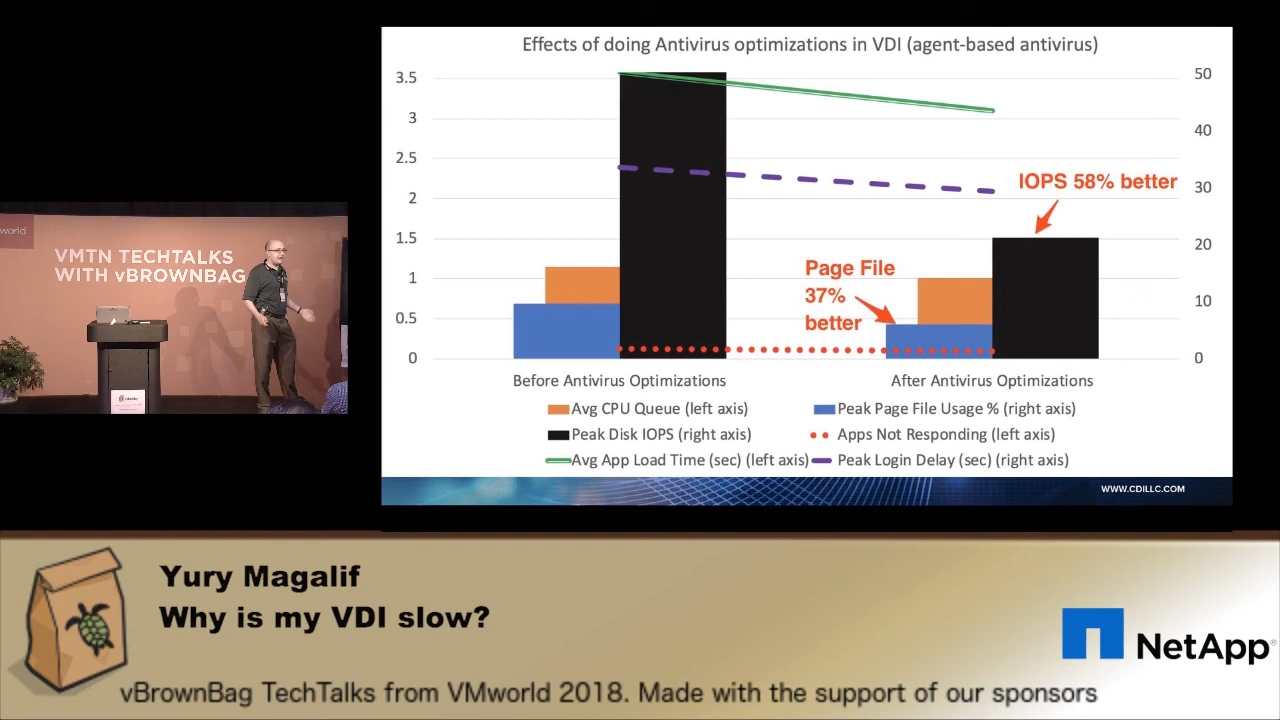 Effects of doing Antivirus optimizations in VDI (agent-based antivirus)
3.5
3
2.5
2
1.5
1
0.5
0
50
40
30
20
10
0
IOPS 58% better
Page File
37%
better
Before Antivirus Optimizations
After Antivirus Optimizations
Avg CPU Queue (left axis)
Peak Page File Usage % (right axis)
Peak Disk IOPS (right axis)
Apps Not Responding (left axis)
Avg App Load Time (sec) (left axis)
Peak Login Delay (sec) (right axis)
WWW.CDILLC.COM
world
VMTN TECHTALKS
WITH vBROWNBAG
Yury Magalif
Why is my VDI slow?
NetApp
vBrownBag TechTalks from VMworld 2018. Made with the support of our sponsors